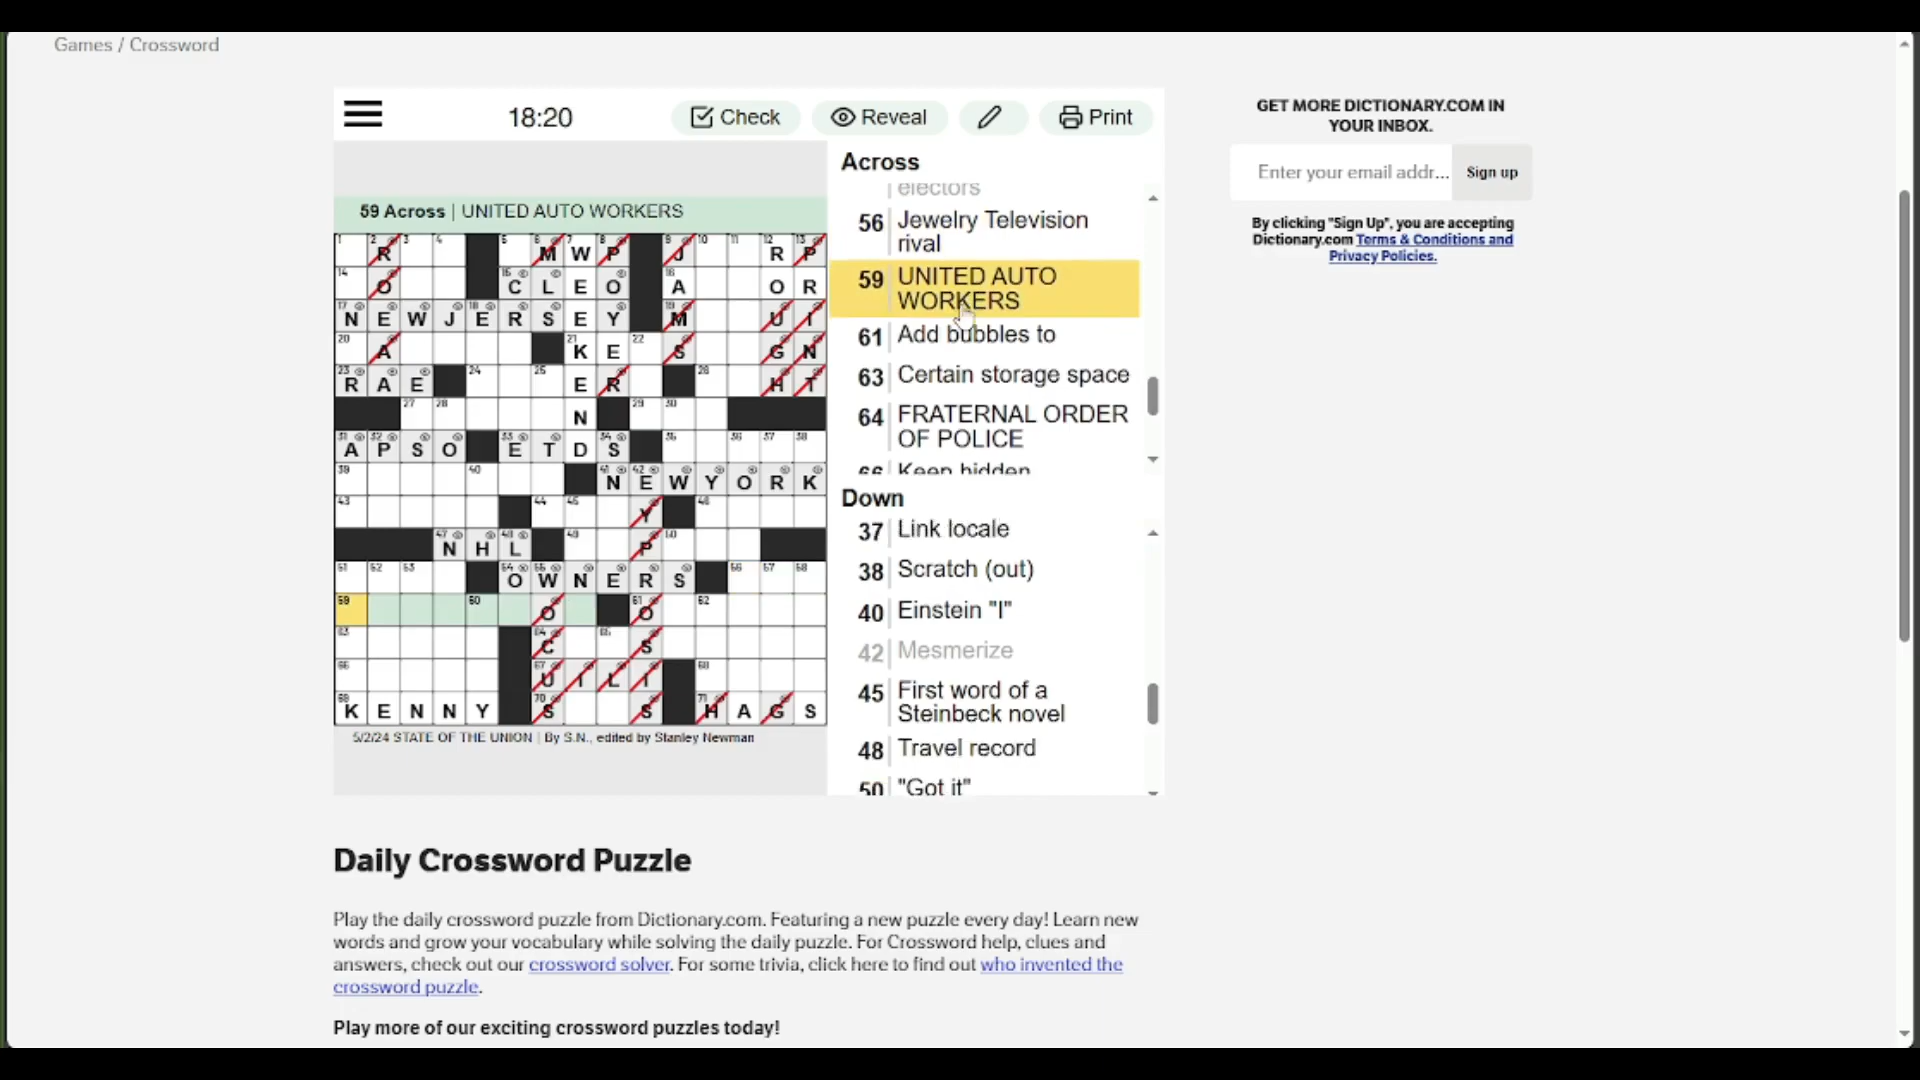 Games / Crossword
18:20
Check
Reveal
Print
59 Across | UNITED AUTO WORKERS
R M W P J R P
C L E O A O R
N E W J E R S E Y M U I
A K E S G N
R A E E R H T
N
A P S O E T D S
N E W Y O R K
Y
N H L P
O W N E R S
O O
C S
U I L I
K E N N Y S S H A G S
5/2/24 STATE OF THE UNION | By S.N., edited by Stanley Newman
Across
electors
56 Jewelry Television
rival
59 UNITED AUTO
WORKERS
61 Add bubbles to
63 Certain storage space
64 FRATERNAL ORDER
OF POLICE
66 Keep hidden
Down
37 Link locale
38 Scratch (out)
40 Einstein "I"
42 Mesmerize
45 First word of a
Steinbeck novel
48 Travel record
50 "Got it"
GET MORE DICTIONARY.COM IN
YOUR INBOX.
Enter your email addr...
Sign up
By clicking "Sign Up", you are accepting
Dictionary.com Terms & Conditions and
Privacy Policies.
Daily Crossword Puzzle
Play the daily crossword puzzle from Dictionary.com. Featuring a new puzzle every day! Learn new
words and grow your vocabulary while solving the daily puzzle. For Crossword help, clues and
answers, check out our crossword solver. For some trivia, click here to find out who invented the
crossword puzzle.
Play more of our exciting crossword puzzles today!